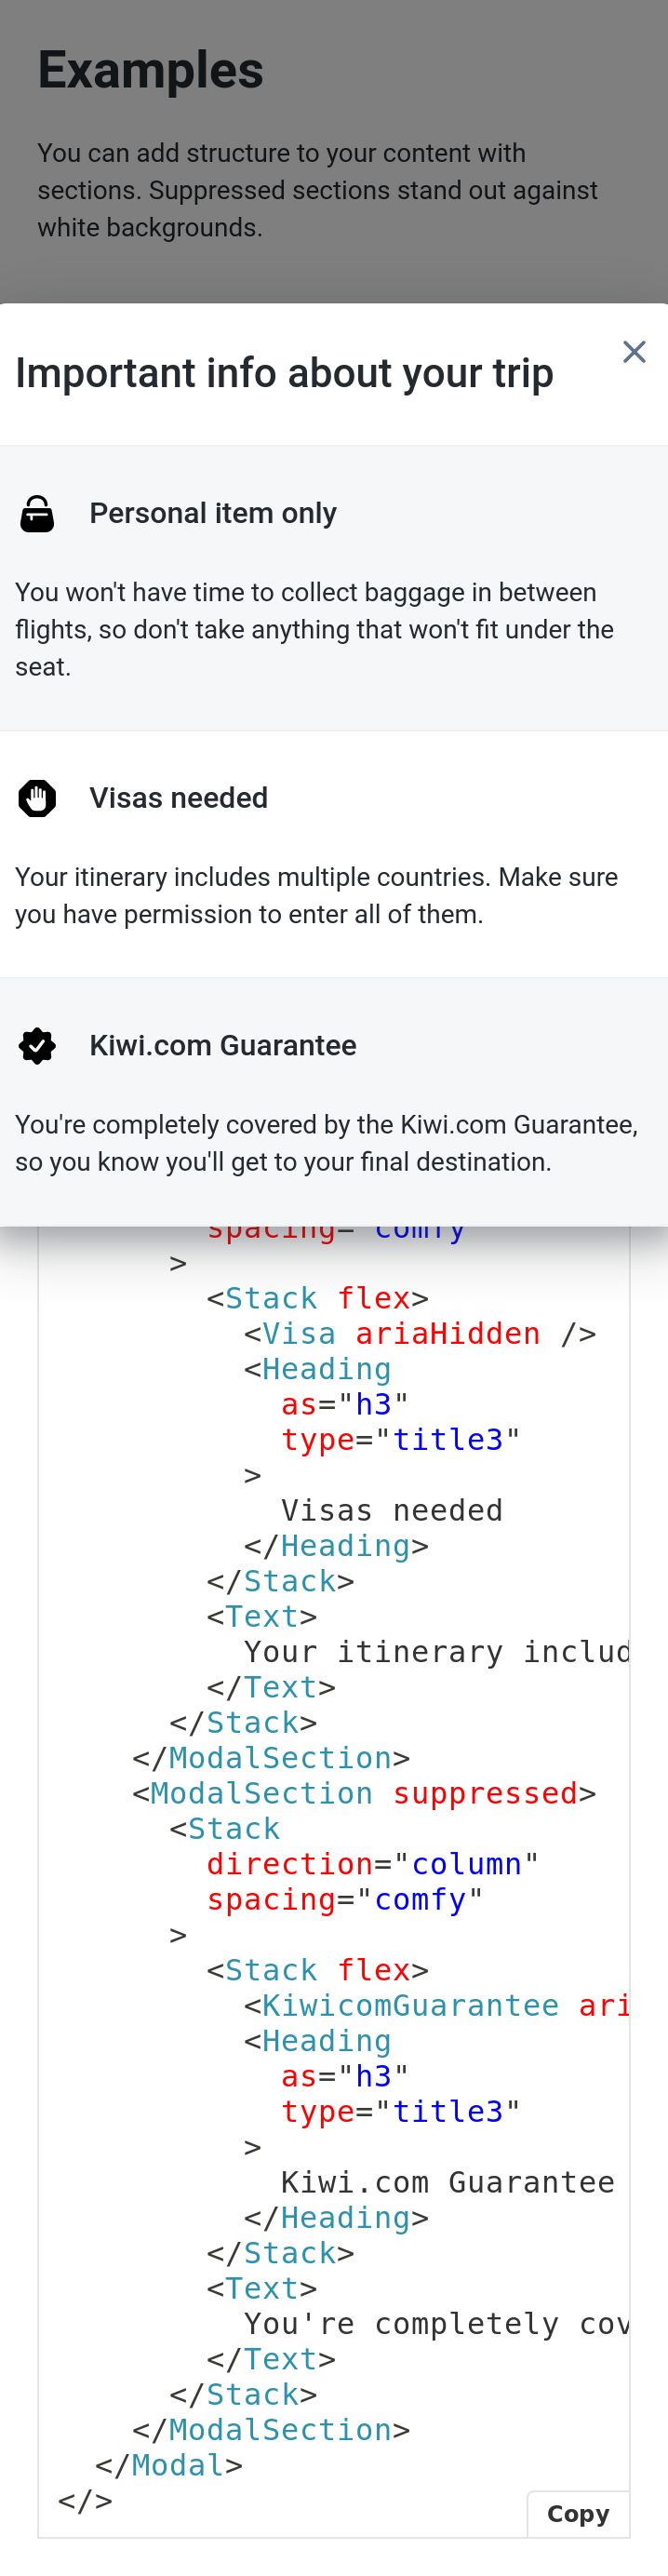 Examples
You can add structure to your content with
sections. Suppressed sections stand out against
white backgrounds.
Important info about your trip
Personal item only
You won't have time to collect baggage in between
flights, so don't take anything that won't fit under the
seat.
Visas needed
Your itinerary includes multiple countries. Make sure
you have permission to enter all of them.
Kiwi.com Guarantee
You're completely covered by the Kiwi.com Guarantee,
so you know you'll get to your final destination.
spacing="comfy"
>
<Stack flex>
<Visa ariaHidden />
<Heading
as="h3"
type="title3"
>
Visas needed
</Heading>
</Stack>
<Text>
Your itinerary includ
</Text>
</Stack>
</ModalSection>
<ModalSection suppressed>
<Stack
direction="column"
spacing="comfy"
>
<Stack flex>
<KiwicomGuarantee ari
<Heading
as="h3"
type="title3"
>
Kiwi.com Guarantee
</Heading>
</Stack>
<Text>
You're completely cov
</Text>
</Stack>
</ModalSection>
</Modal>
</>
Copy